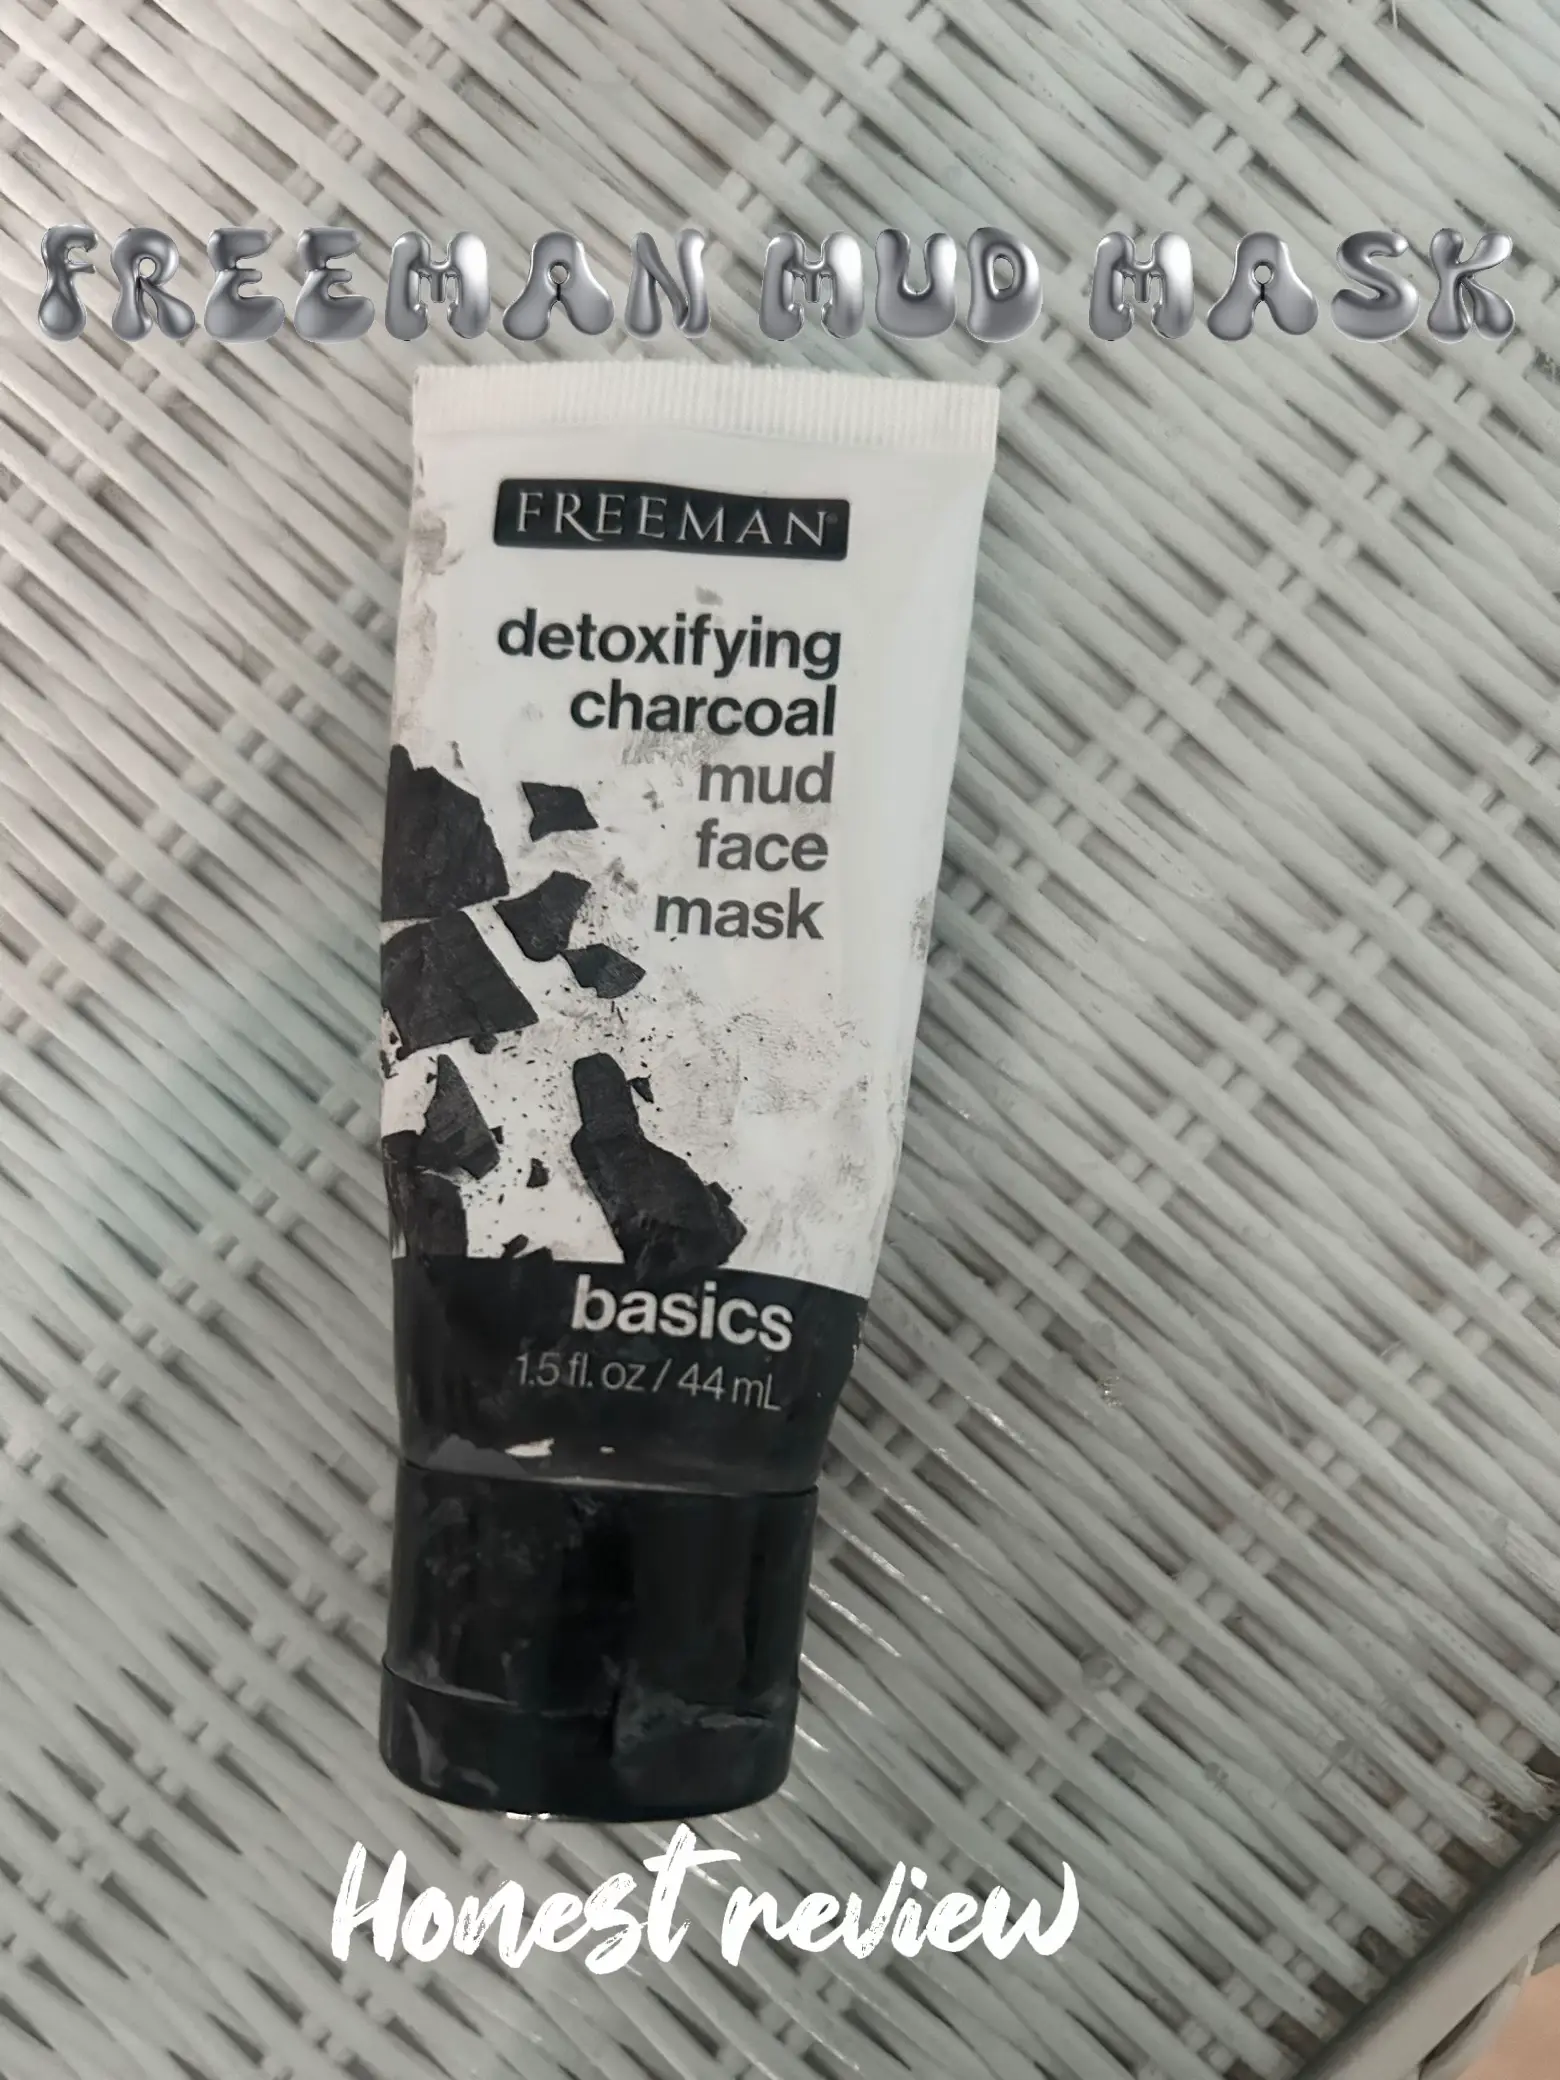 FREEMAN MUD MASK
FREEMAN
detoxifying
charcoal
mud
face
mask
basics
1.5 fl. oz / 44 mL
Honest review